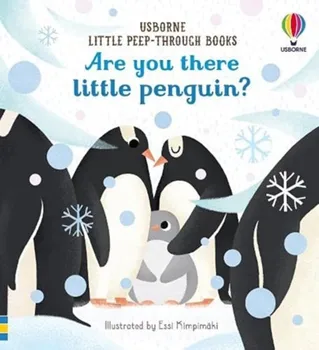 USBORNE
LITTLE PEEP-THROUGH BOOKS
Are you there
little penguin?
USBORNE
Illustrated by Essi Kimpimäki